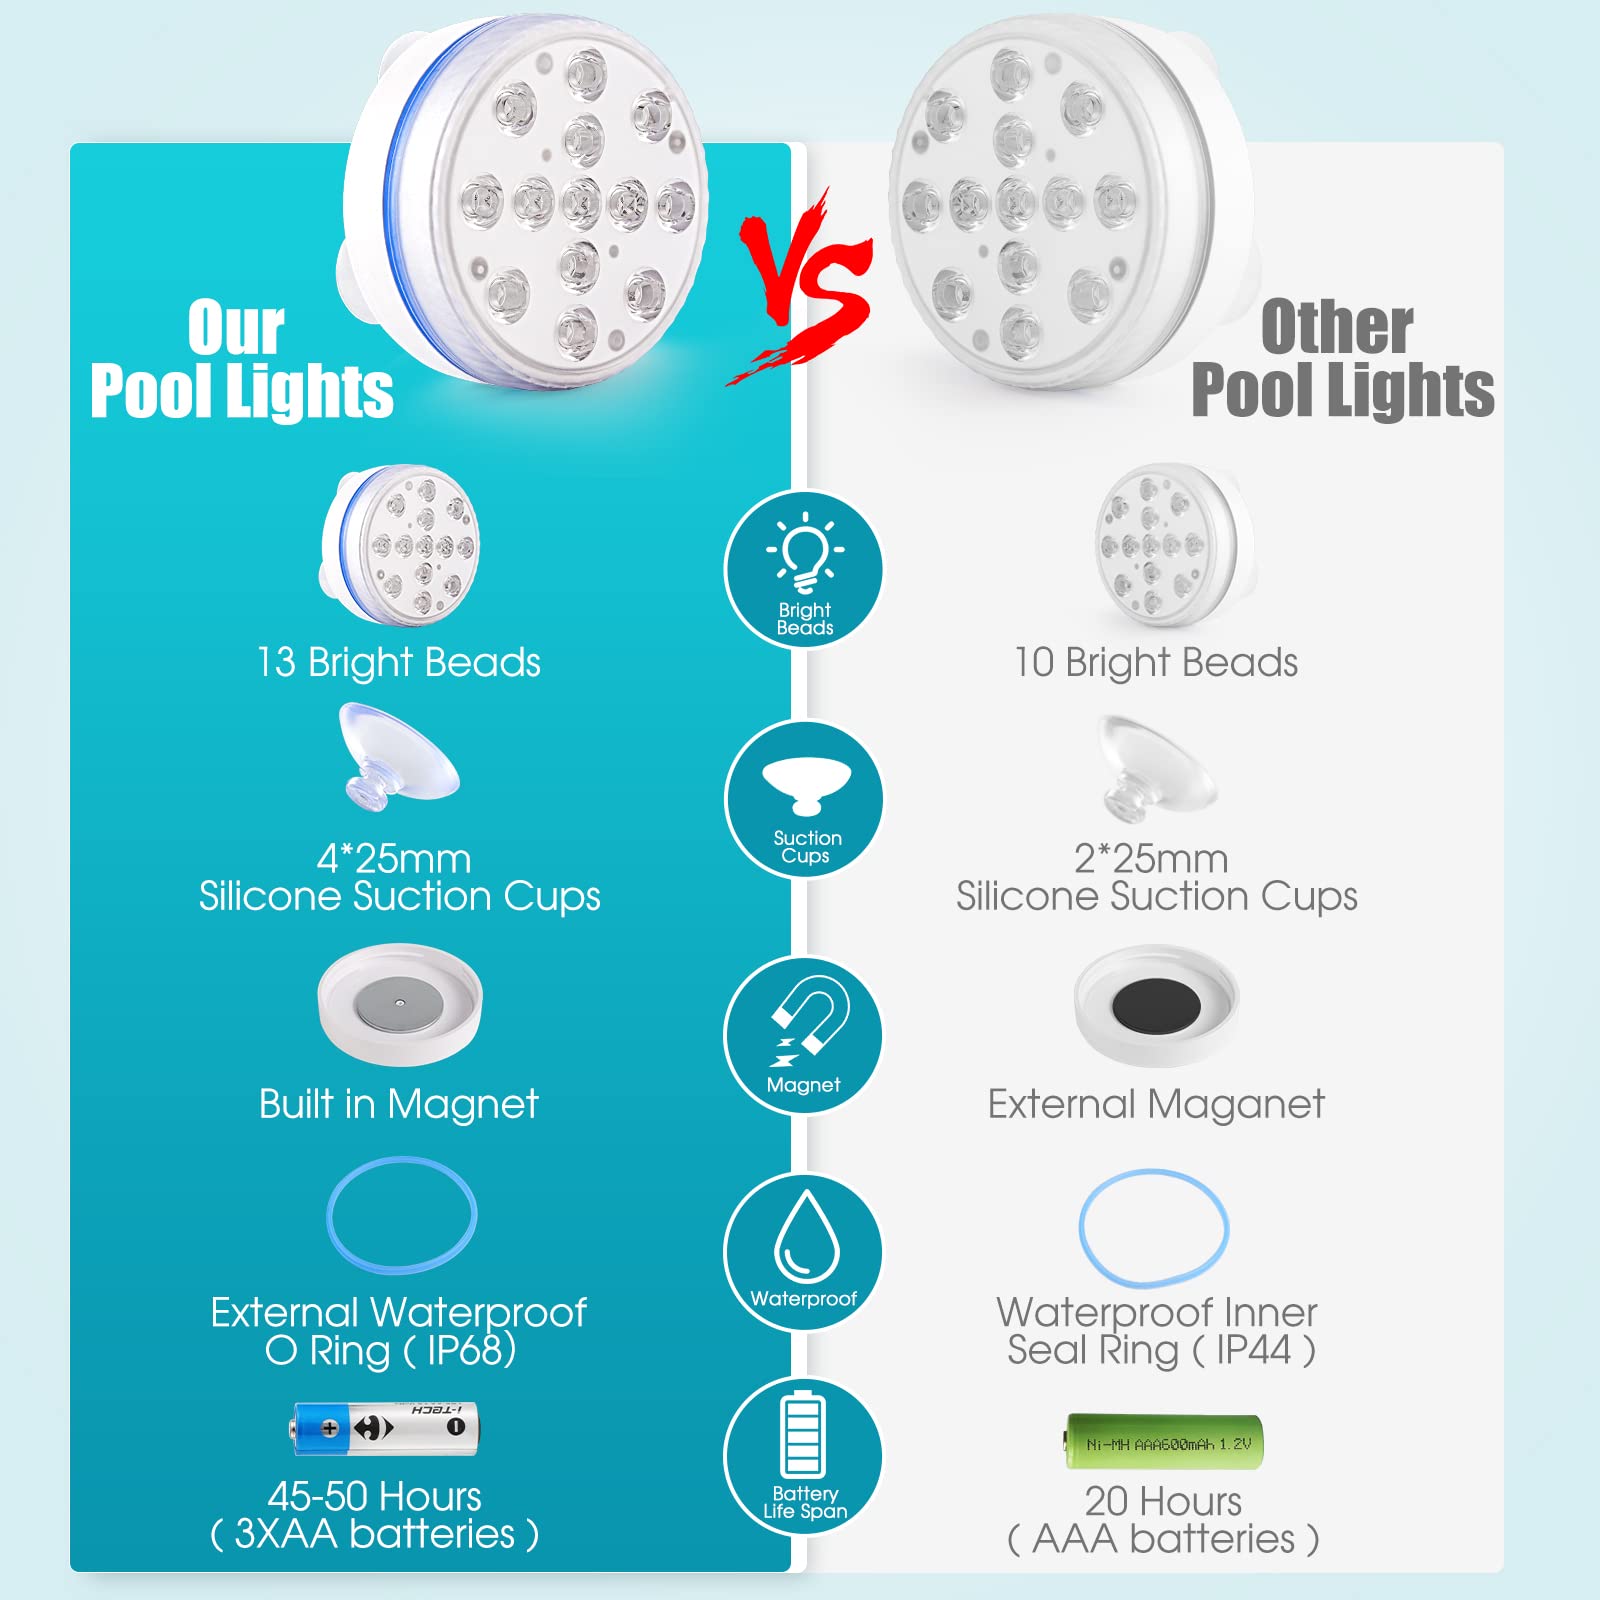 VS
Our
Pool Lights
Other
Pool Lights
Bright
Beads
13 Bright Beads
10 Bright Beads
Suction
Cups
4*25mm
Silicone Suction Cups
2*25mm
Silicone Suction Cups
Magnet
Built in Magnet
External Maganet
Waterproof
External Waterproof
O Ring ( IP68)
Waterproof Inner
Seal Ring ( IP44 )
i-TECH
Ni-MH AAA600mAh 1.2V
Battery
Life Span
45-50 Hours
( 3XAA batteries )
20 Hours
( AAA batteries )